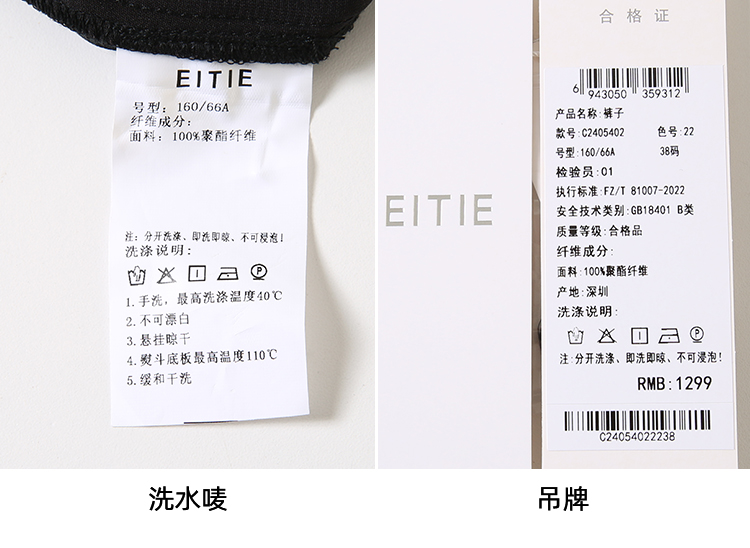 EITIE
号型：160/66A
纤维成分：
面料：100%聚酯纤维
注：分开洗涤、即洗即晾、不可浸泡！
洗涤说明：
1.手洗，最高洗涤温度40℃
2.不可漂白
3.悬挂晾干
4.熨斗底板最高温度110℃
5.缓和干洗
洗水唛
EITIE
合格证
6 943050 359312
产品名称：裤子
款号：C2405402 色号：22
号型：160/66A 38码
检验员：01
执行标准：FZ/T 81007-2022
安全技术类别：GB18401 B类
质量等级：合格品
纤维成分：
面料：100%聚酯纤维
产地：深圳
洗涤说明：
注：分开洗涤、即洗即晾、不可浸泡！
RMB：1299
C24054022238
吊牌